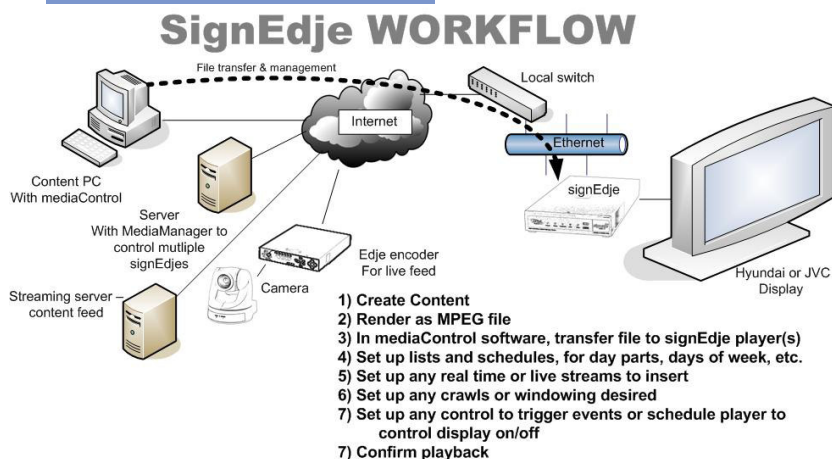 SignEdje WORKFLOW
File transfer & management
Local switch
Internet
Ethernet
signEdje
Content PC
With mediaControl
Server
With MediaManager to
control mutliple
signEdjes
Edje encoder
For live feed
Camera
Hyundai or JVC
Display
Streaming server –
content feed
1) Create Content
2) Render as MPEG file
3) In mediaControl software, transfer file to signEdje player(s)
4) Set up lists and schedules, for day parts, days of week, etc.
5) Set up any real time or live streams to insert
6) Set up any crawls or windowing desired
7) Set up any control to trigger events or schedule player to
control display on/off
7) Confirm playback